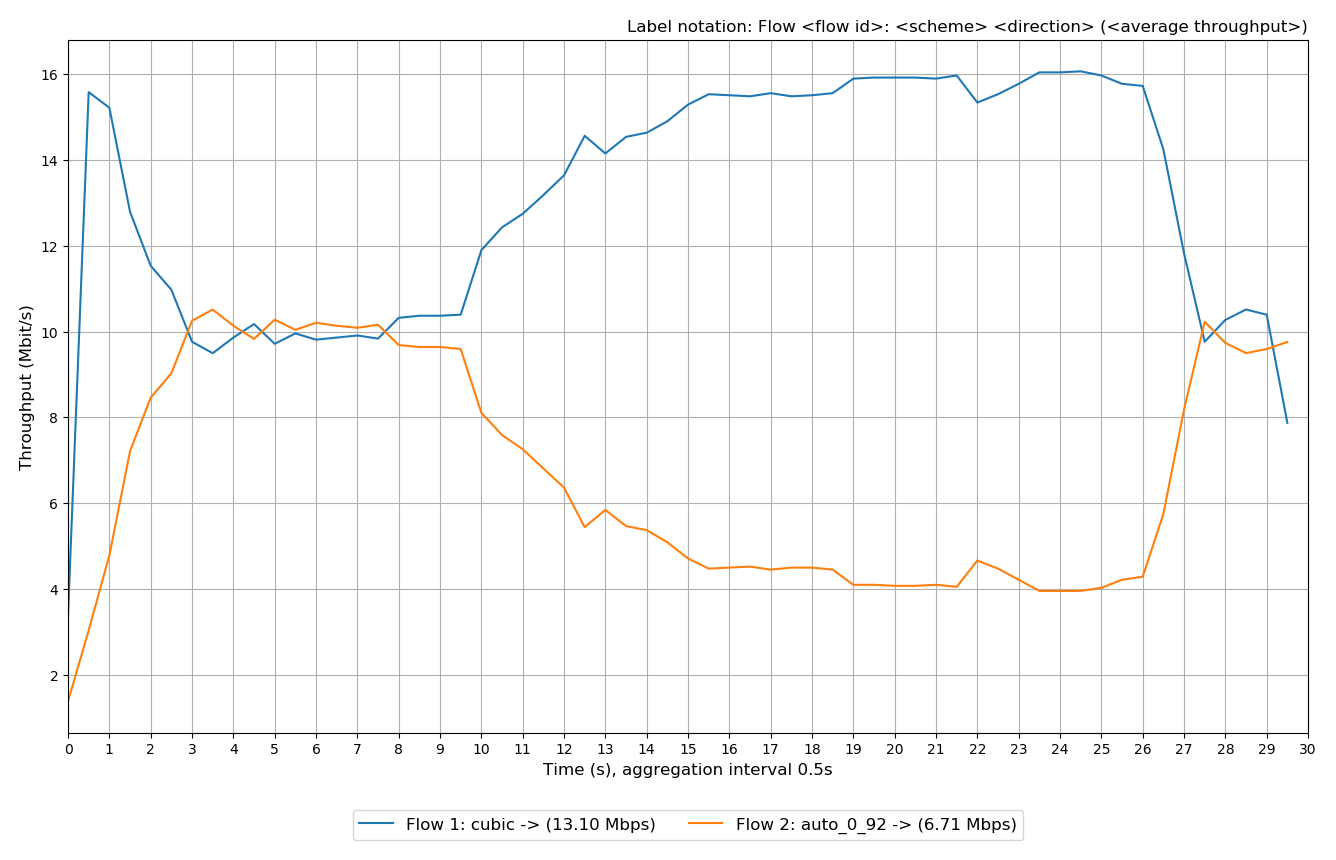 Label notation: Flow <flow id>: <scheme> <direction> (<average throughput>)
Throughput (Mbit/s)
16
14
12
10
8
6
4
2
0 1 2 3 4 5 6 7 8 9 10 11 12 13 14 15 16 17 18 19 20 21 22 23 24 25 26 27 28 29 30
Time (s), aggregation interval 0.5s
Flow 1: cubic -> (13.10 Mbps) Flow 2: auto_0_92 -> (6.71 Mbps)